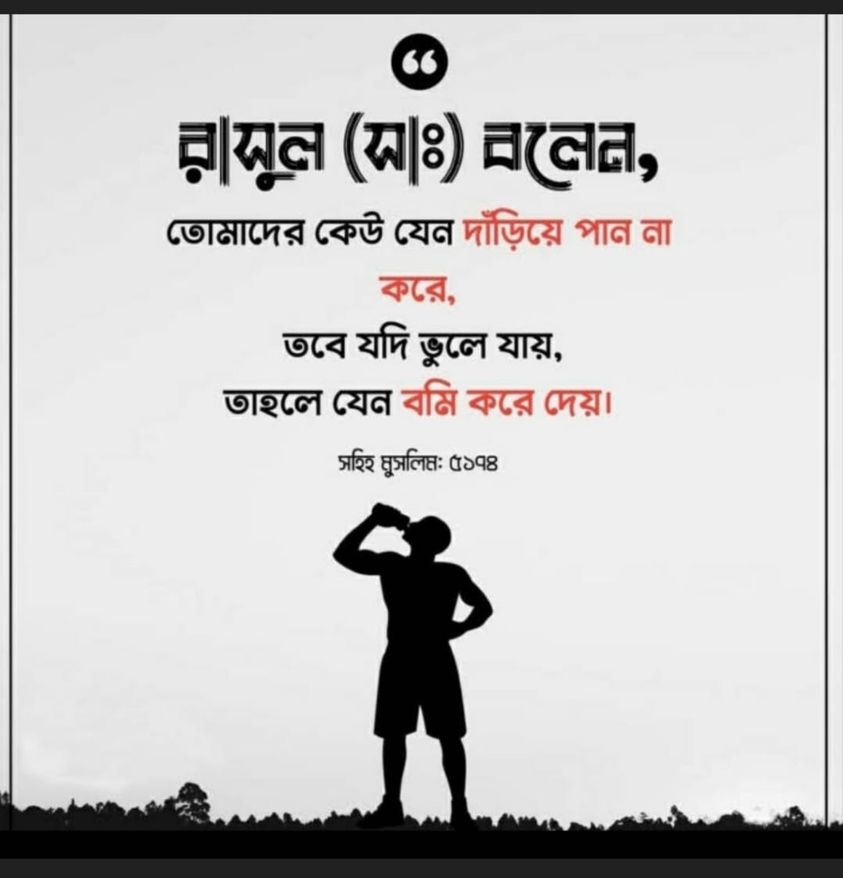 রাসুল (সাঃ) বলেন,
তোমাদের কেউ যেন দাঁড়িয়ে পান না
করে,
তবে যদি ভুলে যায়,
তাহলে যেন বমি করে দেয়।
সহিহ মুসলিম: ৫১৭৪